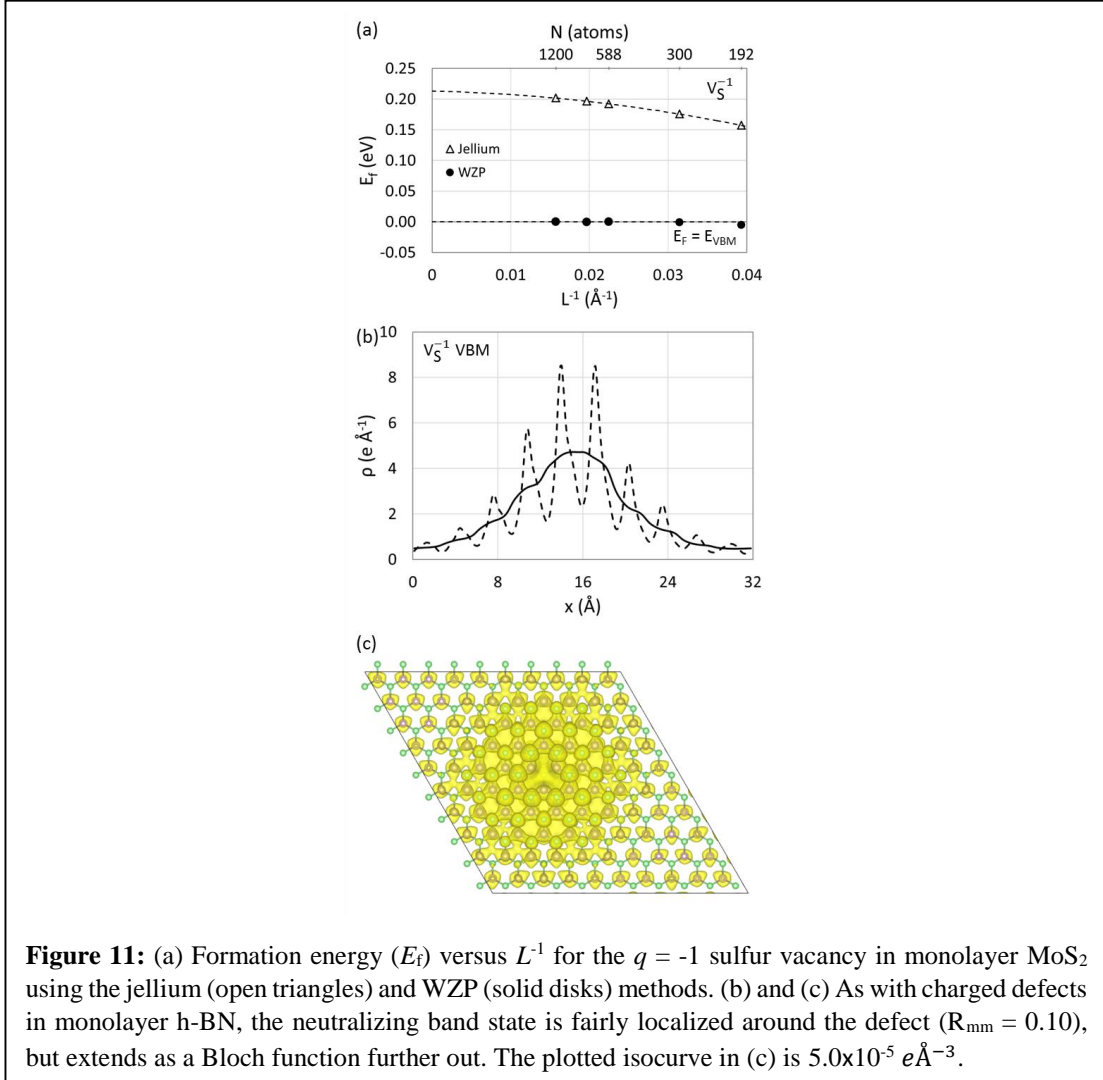 (a)
N (atoms)
1200 588 300 192
0.25
0.20
0.15
0.10
0.05
0.00
-0.05
E_f (eV)
V_S^{-1}
Jellium
WZP
E_F = E_VBM
0 0.01 0.02 0.03 0.04
L^{-1} (Å^{-1})
(b)
10
8
6
4
2
0
ρ (e Å^{-1})
V_S^{-1} VBM
0 8 16 24 32
x (Å)
(c)
Figure 11: (a) Formation energy (E_f) versus L^{-1} for the q = -1 sulfur vacancy in monolayer MoS₂
using the jellium (open triangles) and WZP (solid disks) methods. (b) and (c) As with charged defects
in monolayer h-BN, the neutralizing band state is fairly localized around the defect (R_mm = 0.10),
but extends as a Bloch function further out. The plotted isocurve in (c) is 5.0x10^{-5} eÅ^{-3}.